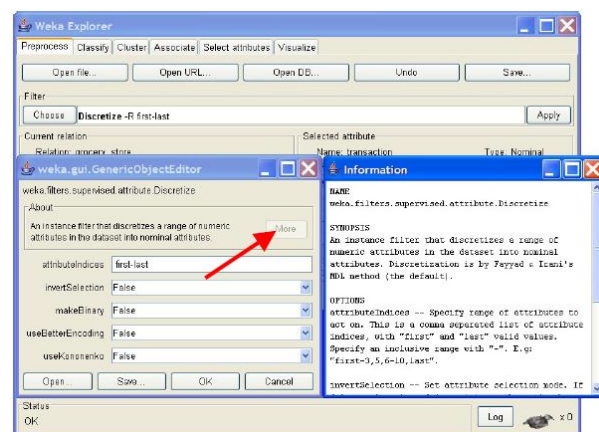 Weka Explorer
Preprocess Classify Cluster Associate Select attributes Visualize
Open file... Open URL... Open DB... Undo Save...
Filter
Choose Discretize -R first-last Apply
Current relation
Relation: grocery_store
Selected attribute
Name: transaction Type: Nominal
weka.gui.GenericObjectEditor
weka.filters.supervised.attribute.Discretize
About
An instance filter that discretizes a range of numeric
attributes in the dataset into nominal attributes.
More
attributeIndices first-last
invertSelection False
makeBinary False
useBetterEncoding False
useKononenko False
Open... Save... OK Cancel
Information
NAME
weka.filters.supervised.attribute.Discretize
SYNOPSIS
An instance filter that discretizes a range of
numeric attributes in the dataset into nominal
attributes. Discretization is by Fayyad & Irani's
MDL method (the default).
OPTIONS
attributeIndices -- Specify range of attributes to
act on. This is a comma separated list of attribute
indices, with "first" and "last" valid values.
Specify an inclusive range with "-". E.g:
"first-3,5,6-10,last".
invertSelection -- Set attribute selection mode. If
Status
OK
Log x 0